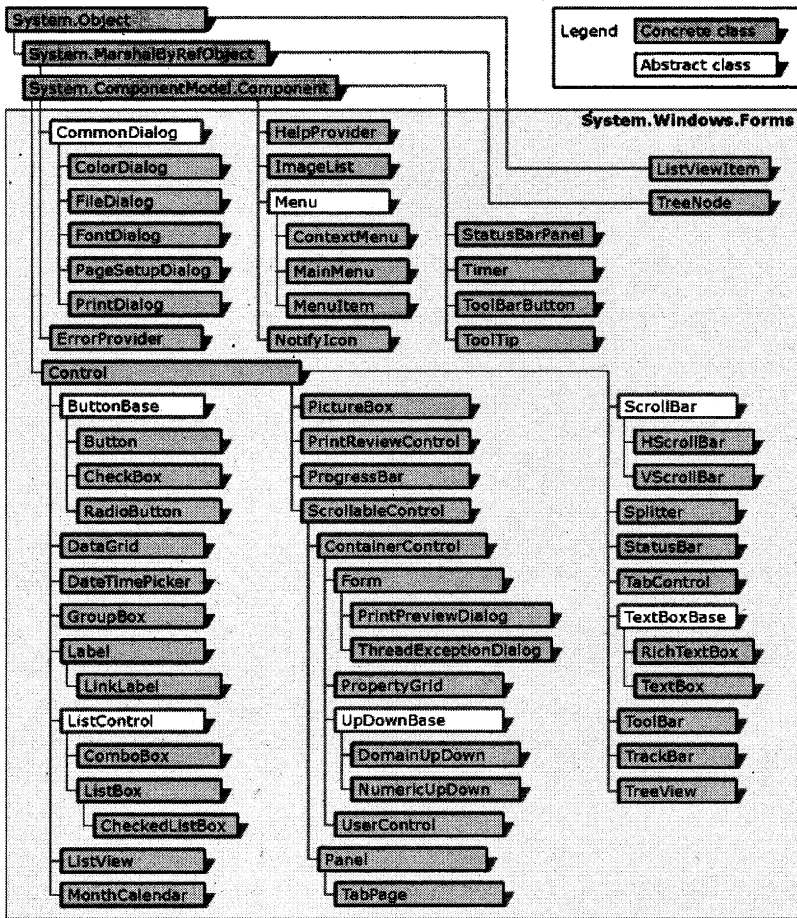 System.Object
Legend
Concrete class
Abstract class
System.MarshalByRefObject
System.ComponentModel.Component
System.Windows.Forms
CommonDialog
ColorDialog
FileDialog
FontDialog
PageSetupDialog
PrintDialog
ErrorProvider
HelpProvider
ImageList
Menu
ContextMenu
MainMenu
MenuItem
NotifyIcon
StatusBarPanel
Timer
ToolBarButton
ToolTip
ListViewItem
TreeNode
Control
ButtonBase
Button
CheckBox
RadioButton
DataGrid
DateTimePicker
GroupBox
Label
LinkLabel
ListControl
ComboBox
ListBox
CheckedListBox
ListView
MonthCalendar
PictureBox
PrintReviewControl
ProgressBar
ScrollableControl
ContainerControl
Form
PrintPreviewDialog
ThreadExceptionDialog
PropertyGrid
UpDownBase
DomainUpDown
NumericUpDown
UserControl
Panel
TabPage
ScrollBar
HScrollBar
VScrollBar
Splitter
StatusBar
TabControl
TextBoxBase
RichTextBox
TextBox
ToolBar
TrackBar
TreeView